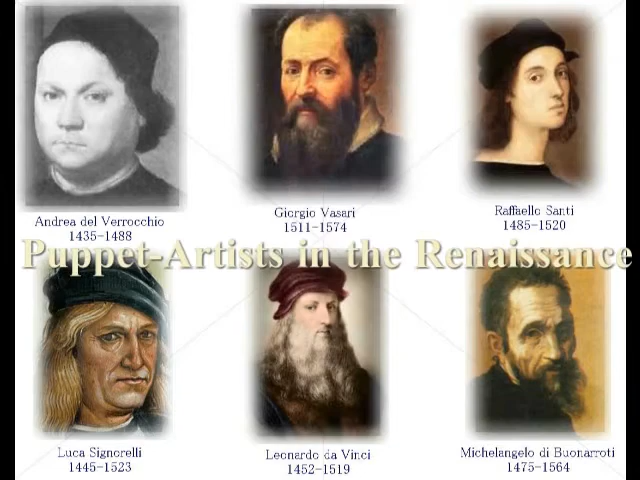 Andrea del Verrocchio
1435-1488
Giorgio Vasari
1511-1574
Raffaello Santi
1485-1520
Puppet-Artists in the Renaissance
Luca Signorelli
1445-1523
Leonardo da Vinci
1452-1519
Michelangelo di Buonarroti
1475-1564